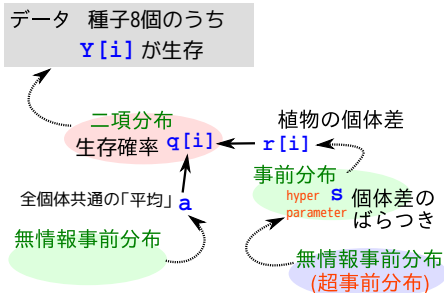 データ 種子8個のうち
Y[i] が生存
二項分布
生存確率 q[i]
植物の個体差
r[i]
事前分布
hyper parameter s 個体差のばらつき
全個体共通の「平均」 a
無情報事前分布
無情報事前分布
(超事前分布)